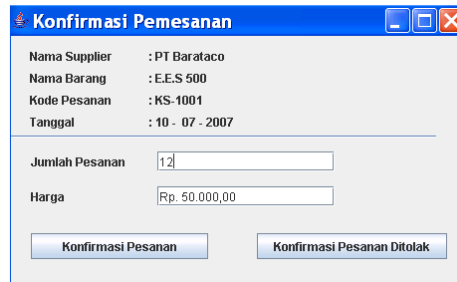 Konfirmasi Pemesanan
Nama Supplier : PT Barataco
Nama Barang : E.E.S 500
Kode Pesanan : KS-1001
Tanggal : 10 - 07 - 2007
Jumlah Pesanan 12
Harga Rp. 50.000,00
Konfirmasi Pesanan Konfirmasi Pesanan Ditolak